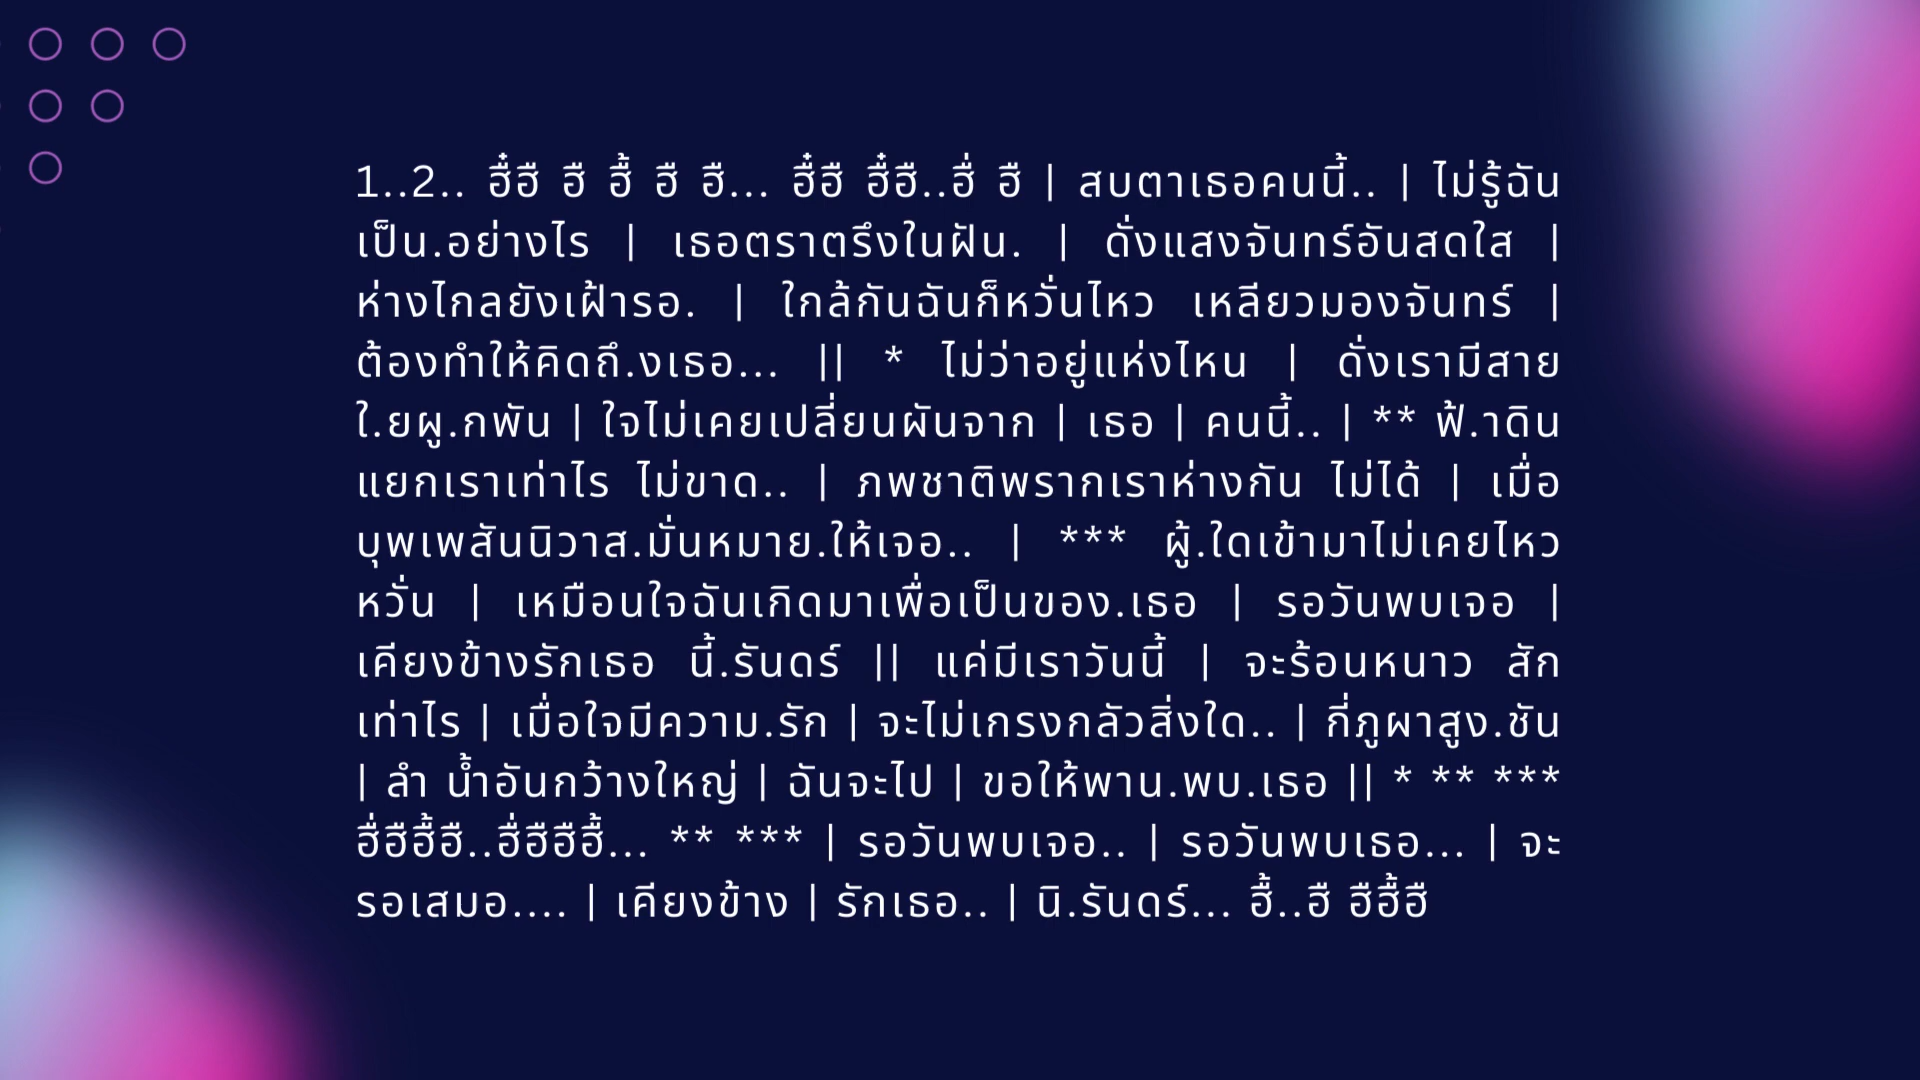 1..2.. ฮื๋ฮื ฮื ฮื้ ฮื ฮื... ฮื๋ฮื ฮื๋ฮื..ฮื่ ฮื | สบตาเธอคนนี้.. | ไม่รู้ฉัน
เป็น.อย่างไร | เธอตราตรึงในฝัน. | ดั่งแสงจันทร์อันสดใส |
ห่างไกลยังเฝ้ารอ. | ใกล้กันฉันก็หวั่นไหว เหลียวมองจันทร์ |
ต้องทำให้คิดถึ.งเธอ... || * ไม่ว่าอยู่แห่งไหน | ดั่งเรามีสาย
ใ.ยผู.กพัน | ใจไม่เคยเปลี่ยนผันจาก | เธอ | คนนี้.. | ** ฟ้.าดิน
แยกเราเท่าไร ไม่ขาด.. | ภพชาติพรากเราห่างกัน ไม่ได้ | เมื่อ
บุพเพสันนิวาส.มั่นหมาย.ให้เจอ.. | *** ผู้.ใดเข้ามาไม่เคยไหว
หวั่น | เหมือนใจฉันเกิดมาเพื่อเป็นของ.เธอ | รอวันพบเจอ |
เคียงข้างรักเธอ นี้.รันดร์ || แค่มีเราวันนี้ | จะร้อนหนาว สัก
เท่าไร | เมื่อใจมีความ.รัก | จะไม่เกรงกลัวสิ่งใด.. | กี่ภูผาสูง.ชัน
| ลำ น้ำอันกว้างใหญ่ | ฉันจะไป | ขอให้พาน.พบ.เธอ || * ** ***
ฮื่ฮืฮื้ฮื..ฮื่ฮืฮืฮื้... ** *** | รอวันพบเจอ.. | รอวันพบเธอ... | จะ
รอเสมอ.... | เคียงข้าง | รักเธอ.. | นิ.รันดร์... ฮื้..ฮื ฮืฮื้ฮื